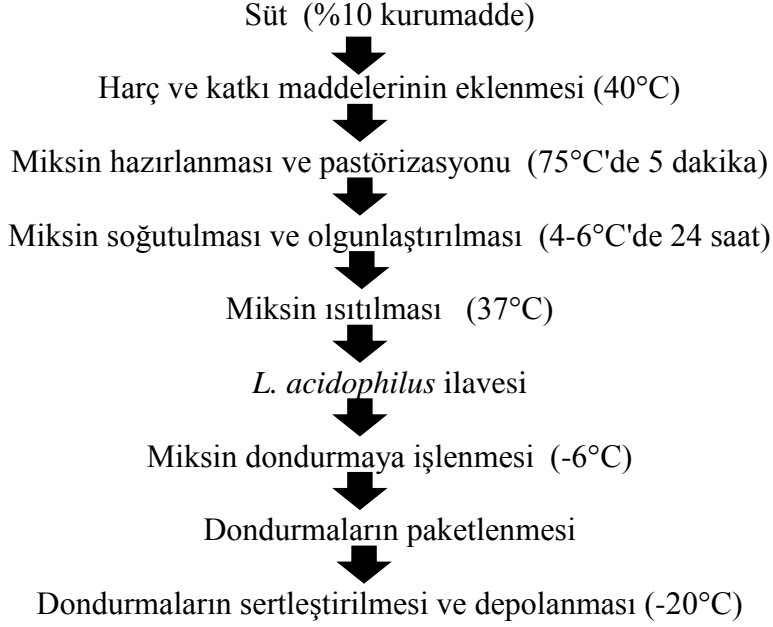 Süt (%10 kurumadde)
Harç ve katkı maddelerinin eklenmesi (40°C)
Miksin hazırlanması ve pastörizasyonu (75°C'de 5 dakika)
Miksin soğutulması ve olgunlaştırılması (4-6°C'de 24 saat)
Miksin ısıtılması (37°C)
L. acidophilus ilavesi
Miksin dondurmaya işlenmesi (-6°C)
Dondurmaların paketlenmesi
Dondurmaların sertleştirilmesi ve depolanması (-20°C)